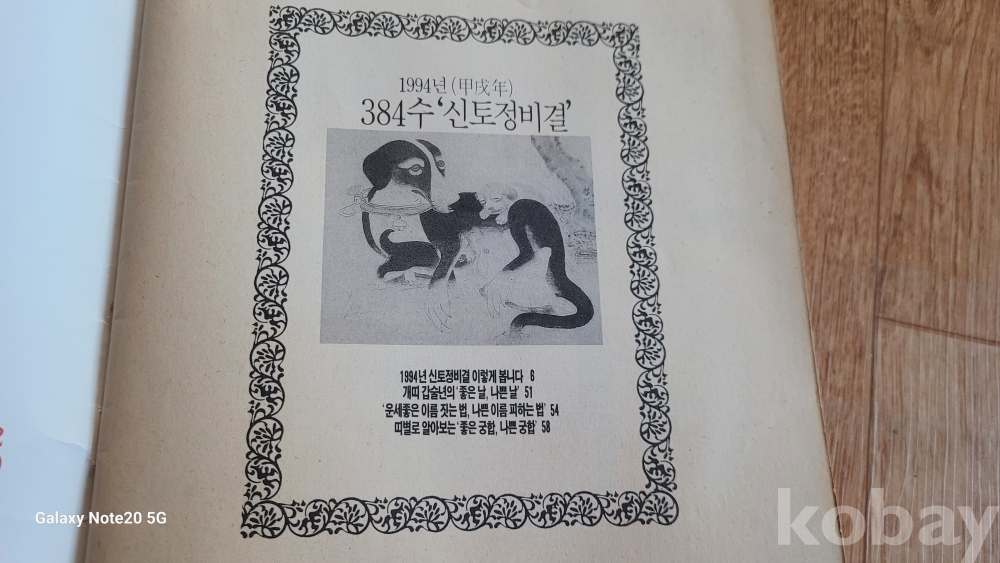 1994년 (甲戌年)
384수 '신토정비결'
1994년 신토정비결 이렇게 봅니다 6
개띠 갑술년의 '좋은 날, 나쁜 날' 51
'운세좋은 이름 짓는 법, 나쁜 이름 피하는 법' 54
띠별로 알아보는 '좋은 궁합, 나쁜 궁합' 58
Galaxy Note20 5G
kobay